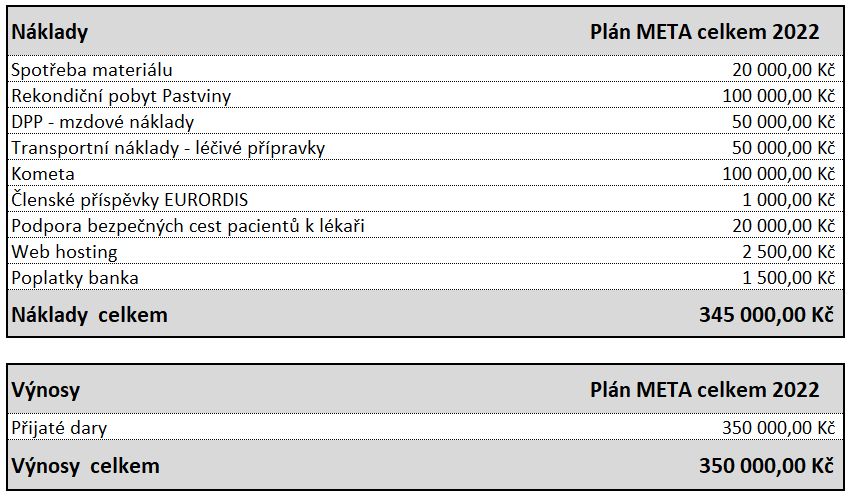 Náklady Plán META celkem 2022
Spotřeba materiálu 20 000,00 Kč
Rekondiční pobyt Pastviny 100 000,00 Kč
DPP - mzdové náklady 50 000,00 Kč
Transportní náklady - léčivé přípravky 50 000,00 Kč
Kometa 100 000,00 Kč
Členské příspěvky EURORDIS 1 000,00 Kč
Podpora bezpečných cest pacientů k lékaři 20 000,00 Kč
Web hosting 2 500,00 Kč
Poplatky banka 1 500,00 Kč
Náklady celkem 345 000,00 Kč
Výnosy Plán META celkem 2022
Přijaté dary 350 000,00 Kč
Výnosy celkem 350 000,00 Kč